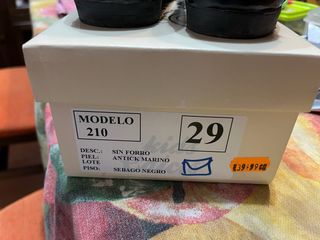 MODELO
210
29
DESC.: SIN FORRO
PIEL: ANTICK MARINO
LOTE
PISO: SEBAGO NEGRO